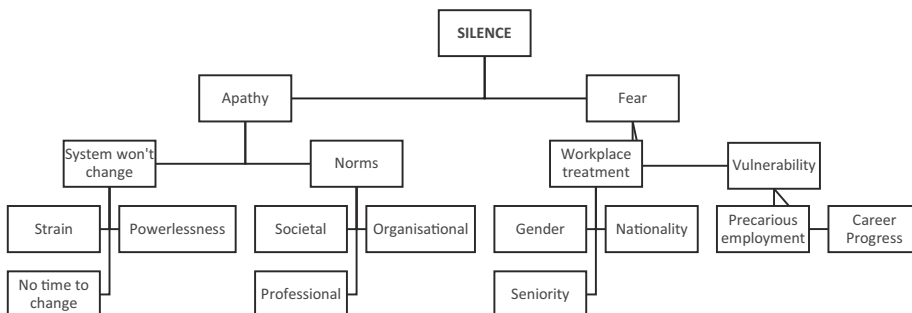 SILENCE
Apathy
Fear
System won't
change
Norms
Workplace
treatment
Vulnerability
Strain
Powerlessness
Societal
Organisational
Gender
Nationality
Precarious
employment
Career
Progress
No time to
change
Professional
Seniority